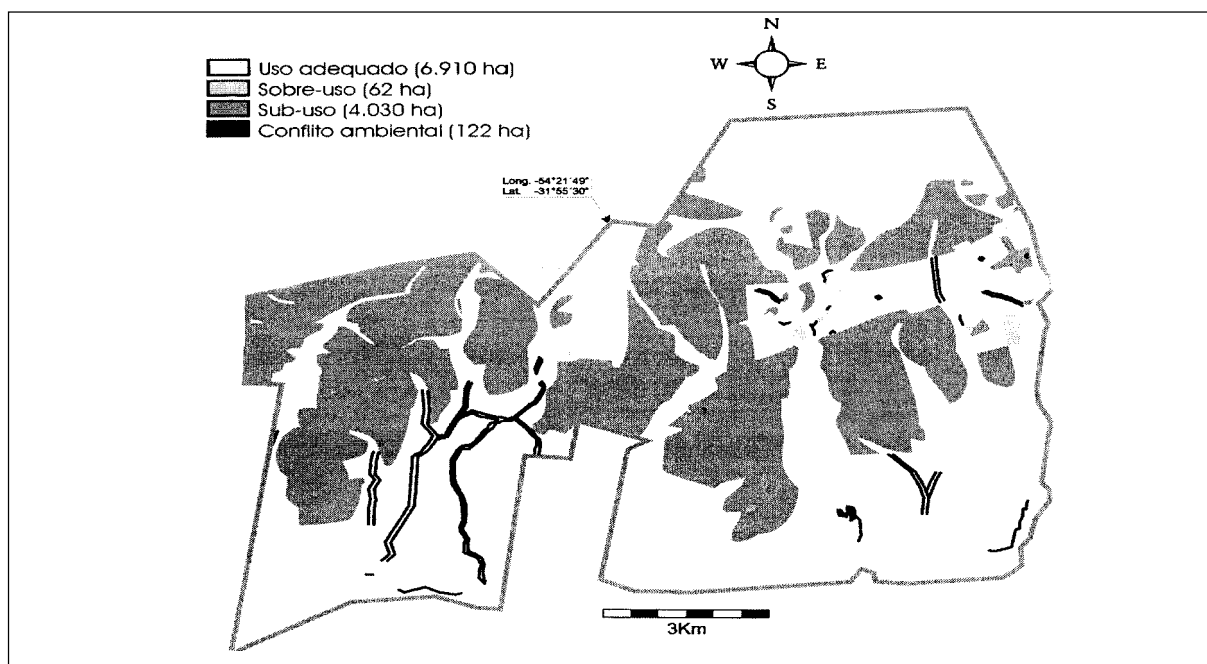 N
W E
S
Uso adequado (6.910 ha)
Sobre-uso (62 ha)
Sub-uso (4.030 ha)
Conflito ambiental (122 ha)
Long. -54°21´49"
Lat. -31°55´30"
3Km